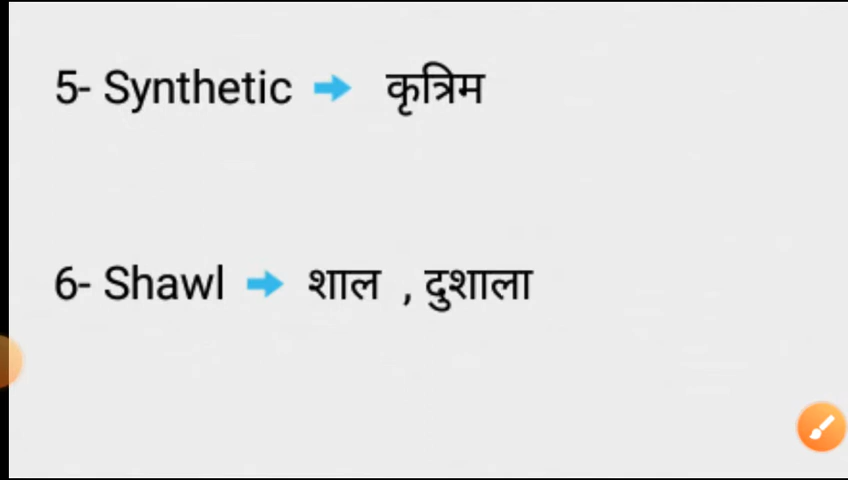 5- Synthetic ➡ कृत्रिम
6- Shawl ➡ शाल , दुशाला